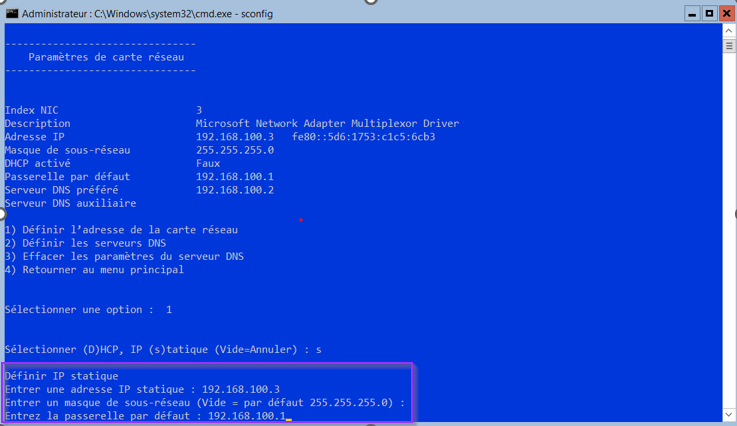 Administrateur : C:\Windows\system32\cmd.exe - sconfig
-------------------------------
Paramètres de carte réseau
-------------------------------
Index NIC 3
Description Microsoft Network Adapter Multiplexor Driver
Adresse IP 192.168.100.3 fe80::5d6:1753:c1c5:6cb3
Masque de sous-réseau 255.255.255.0
DHCP activé Faux
Passerelle par défaut 192.168.100.1
Serveur DNS préféré 192.168.100.2
Serveur DNS auxiliaire
1) Définir l’adresse de la carte réseau
2) Définir les serveurs DNS
3) Effacer les paramètres du serveur DNS
4) Retourner au menu principal
Sélectionner une option : 1
Sélectionner (D)HCP, IP (s)tatique (Vide=Annuler) : s
Définir IP statique
Entrer une adresse IP statique : 192.168.100.3
Entrer un masque de sous-réseau (Vide = par défaut 255.255.255.0) :
Entrez la passerelle par défaut : 192.168.100.1_